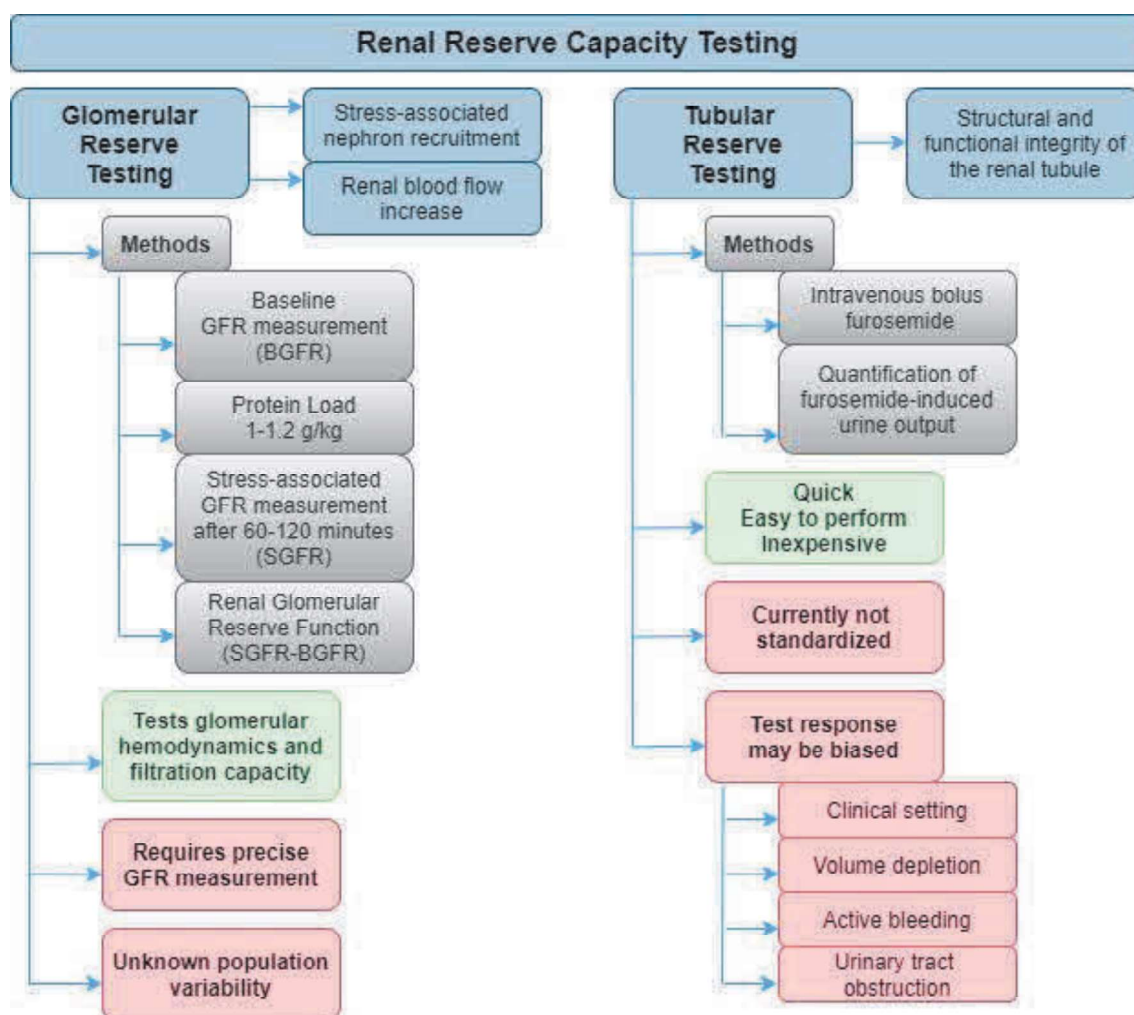 Renal Reserve Capacity Testing
Glomerular
Reserve
Testing
Stress-associated
nephron recruitment
Renal blood flow
increase
Methods
Baseline
GFR measurement
(BGFR)
Protein Load
1-1.2 g/kg
Stress-associated
GFR measurement
after 60-120 minutes
(SGFR)
Renal Glomerular
Reserve Function
(SGFR-BGFR)
Tests glomerular
hemodynamics and
filtration capacity
Requires precise
GFR measurement
Unknown population
variability
Tubular
Reserve
Testing
Structural and
functional integrity of
the renal tubule
Methods
Intravenous bolus
furosemide
Quantification of
furosemide-induced
urine output
Quick
Easy to perform
Inexpensive
Currently not
standardized
Test response
may be biased
Clinical setting
Volume depletion
Active bleeding
Urinary tract
obstruction